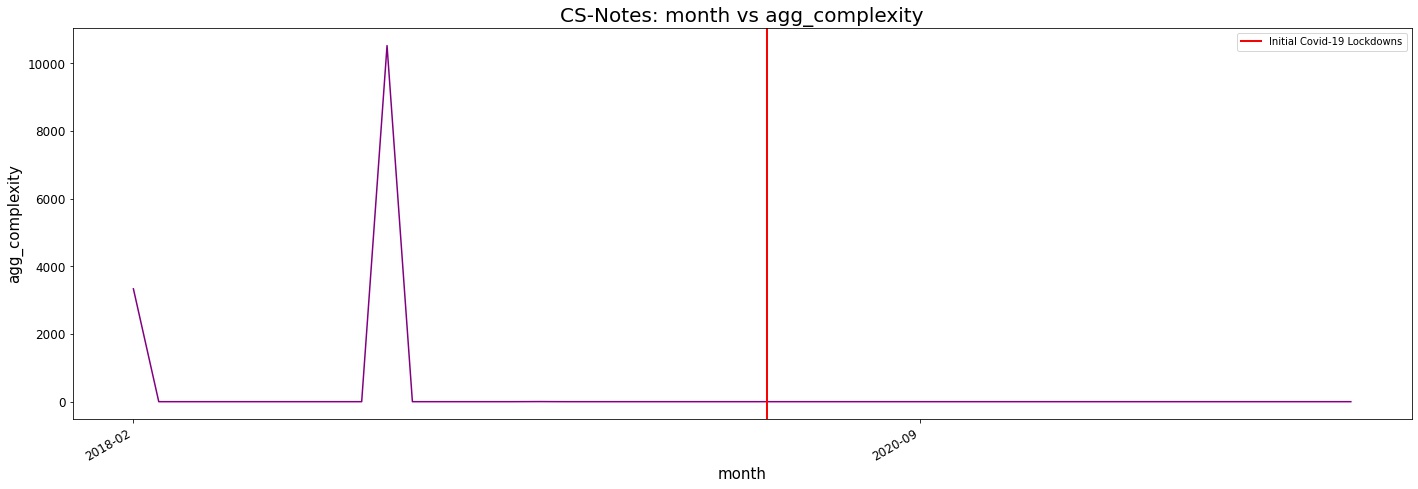 CS-Notes: month vs agg_complexity
Initial Covid-19 Lockdowns
agg_complexity
10000
8000
6000
4000
2000
0
2018-02
2020-09
month